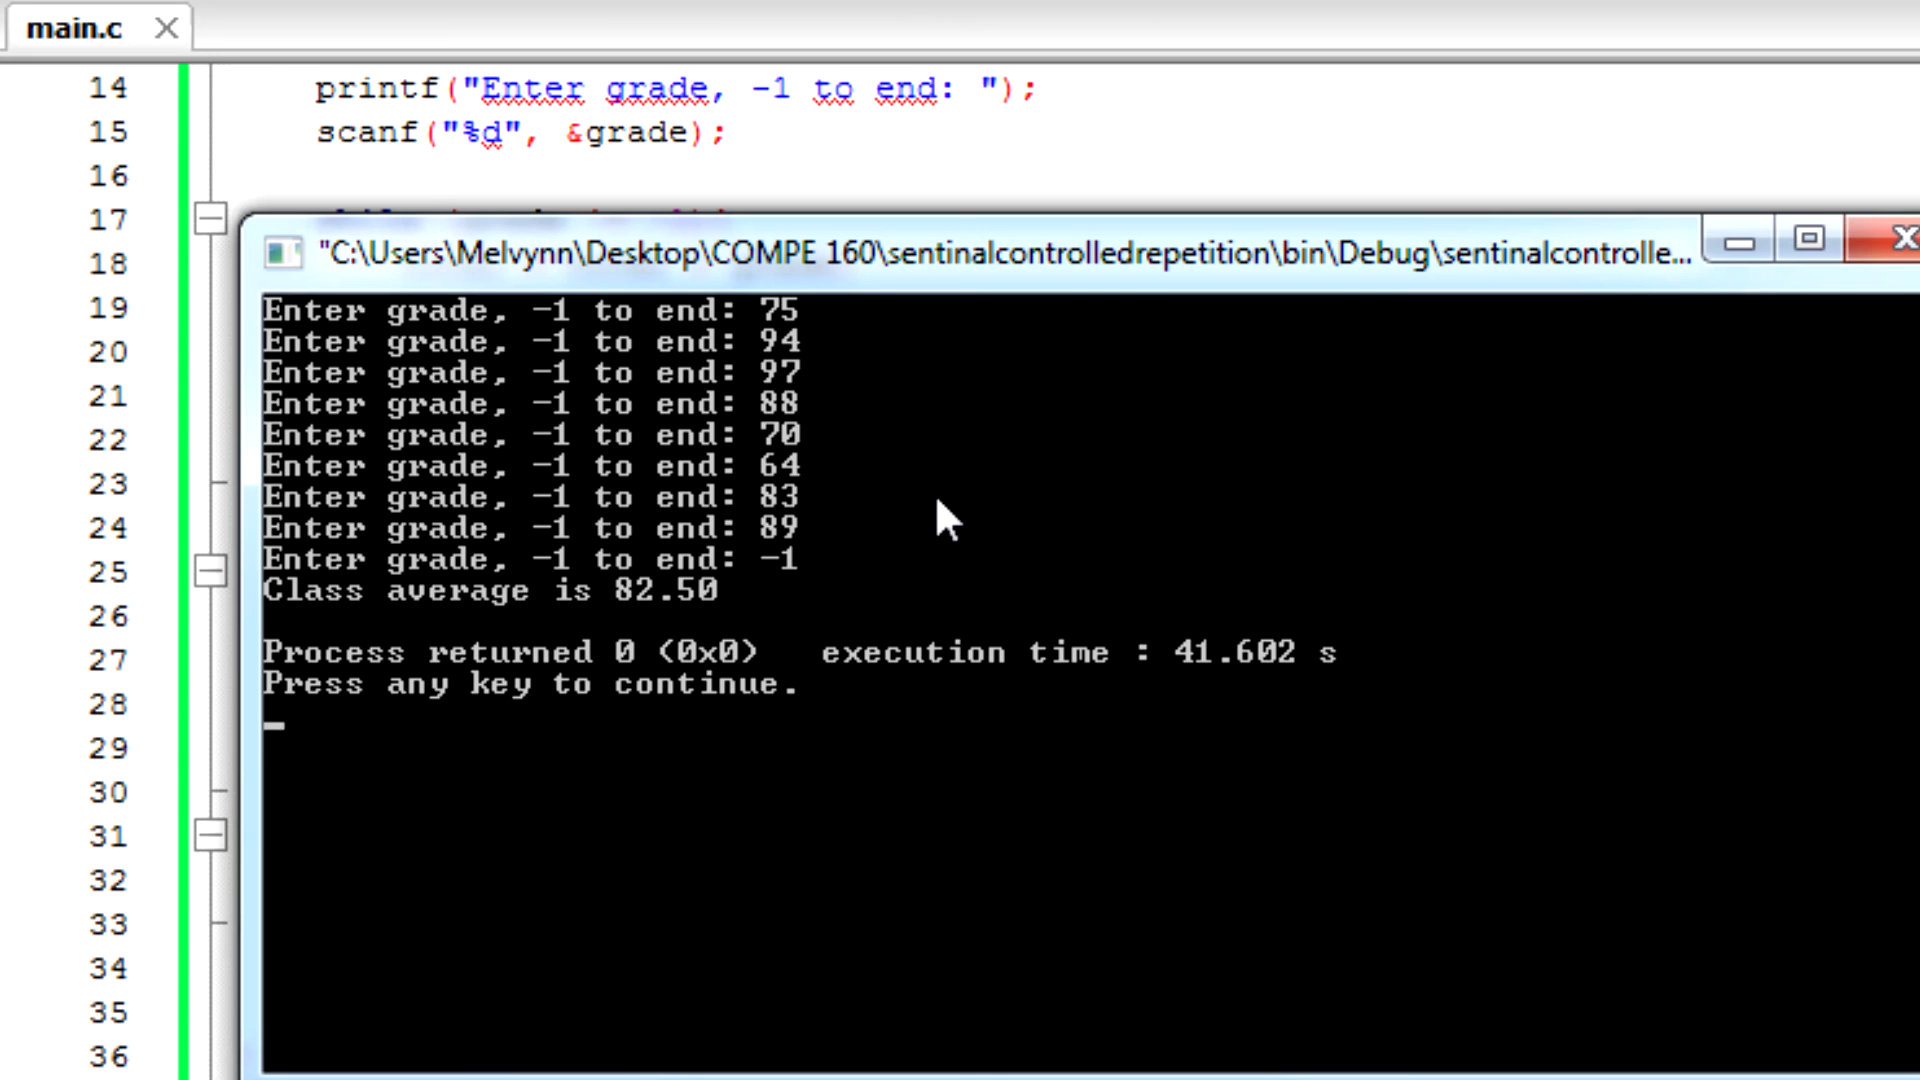 main.c
14 printf("Enter grade, -1 to end: ");
15 scanf("%d", &grade);
16
17
18
19
20
21
22
23
24
25
26
27
28
29
30
31
32
33
34
35
36
"C:\Users\Melvynn\Desktop\COMPE 160\sentinalcontrolledrepetition\bin\Debug\sentinalcontrolle...
Enter grade, -1 to end: 75
Enter grade, -1 to end: 94
Enter grade, -1 to end: 97
Enter grade, -1 to end: 88
Enter grade, -1 to end: 70
Enter grade, -1 to end: 64
Enter grade, -1 to end: 83
Enter grade, -1 to end: 89
Enter grade, -1 to end: -1
Class average is 82.50
Process returned 0 (0x0)   execution time : 41.602 s
Press any key to continue.